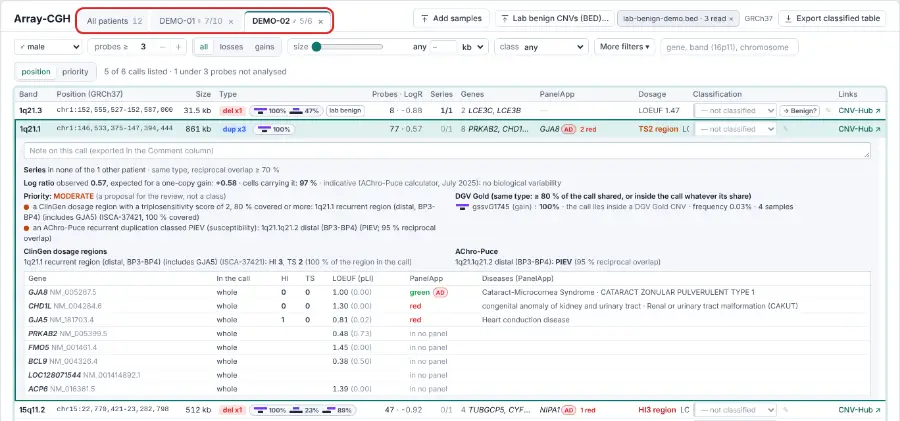 Array-CGH
All patients 12
DEMO-01 ♀ 7/10 ×
DEMO-02 ♂ 5/6 ×
Add samples
Lab benign CNVs (BED)...
lab-benign-demo.bed · 3 read ×
GRCh37
Export classified table
♂ male
probes ≥ 3 − +
all losses gains
size any – kb
class any
More filters ▾
gene, band (16p11), chromosome
position priority 5 of 6 calls listed · 1 under 3 probes not analysed
Band Position (GRCh37) Size Type Probes · LogR Series Genes PanelApp Dosage Classification Links
1q21.3 chr1:152,555,527-152,587,000 31.5 kb del x1 100% 47% lab benign 8 · -0.88 1/1 2 LCE3C, LCE3B — LOEUF 1.47 — not classified → Benign? CNV-Hub ↗
1q21.1 chr1:146,533,375-147,394,444 861 kb dup x3 100% 77 · 0.57 0/1 8 PRKAB2, CHD1... GJA8 AD 2 red TS2 region LC — not classified CNV-Hub ↗
Note on this call (exported in the Comment column)
Series in none of the 1 other patient · same type, reciprocal overlap ≥ 70 %
Log ratio observed 0.57, expected for a one-copy gain: +0.58 · cells carrying it: 97 % · indicative (AChro-Puce calculator, July 2025): no biological variability
Priority: MODERATE (a proposal for the review, not a class)
a ClinGen dosage region with a triplosensitivity score of 2, 80 % covered or more: 1q21.1 recurrent region (distal, BP3-
BP4) (includes GJA5) (ISCA-37421, 100 % covered)
an AChro-Puce recurrent duplication classed PIEV (susceptibility): 1q21.1q21.2 distal (BP3-BP4) (PIEV; 95 % reciprocal
overlap)
DGV Gold (same type: ≥ 80 % of the call shared, or inside the call whatever its share)
gssvG1745 (gain) : 100% · the call lies inside a DGV Gold CNV · frequency 0.03% · 4 samples
ClinGen dosage regions
1q21.1 recurrent region (distal, BP3-BP4) (includes GJA5) (ISCA-37421): HI 3, TS 2 (100 % of the region in the call)
AChro-Puce
1q21.1q21.2 distal (BP3-BP4): PIEV (95 % reciprocal overlap)
Gene In the call HI TS LOEUF (pLI) PanelApp Diseases (PanelApp)
GJA8 NM_005267.5 whole 0 0 1.00 (0.00) green AD Cataract-Microcornea Syndrome · CATARACT ZONULAR PULVERULENT TYPE 1
CHD1L NM_004284.6 whole 0 0 1.30 (0.00) red congenital anomaly of kidney and urinary tract · Renal or urinary tract malformation (CAKUT)
GJA5 NM_181703.4 whole 1 0 0.81 (0.02) red Heart conduction disease
PRKAB2 NM_005399.5 whole 0.48 (0.73) in no panel
FMO5 NM_001461.4 whole 1.45 (0.00) in no panel
BCL9 NM_004326.4 whole 0.38 (0.50) in no panel
LOC128071544 NM_001414892.1 whole in no panel
ACP6 NM_016361.5 whole 1.39 (0.00) in no panel
15q11.2 chr15:22,770,421-23,282,798 512 kb del x1 100% 23% 89% 47 · -0.92 0/1 4 TUBGCP5, CYF... NIPA1 AD 1 red HI3 region LC — not classified CNV-Hub ↗